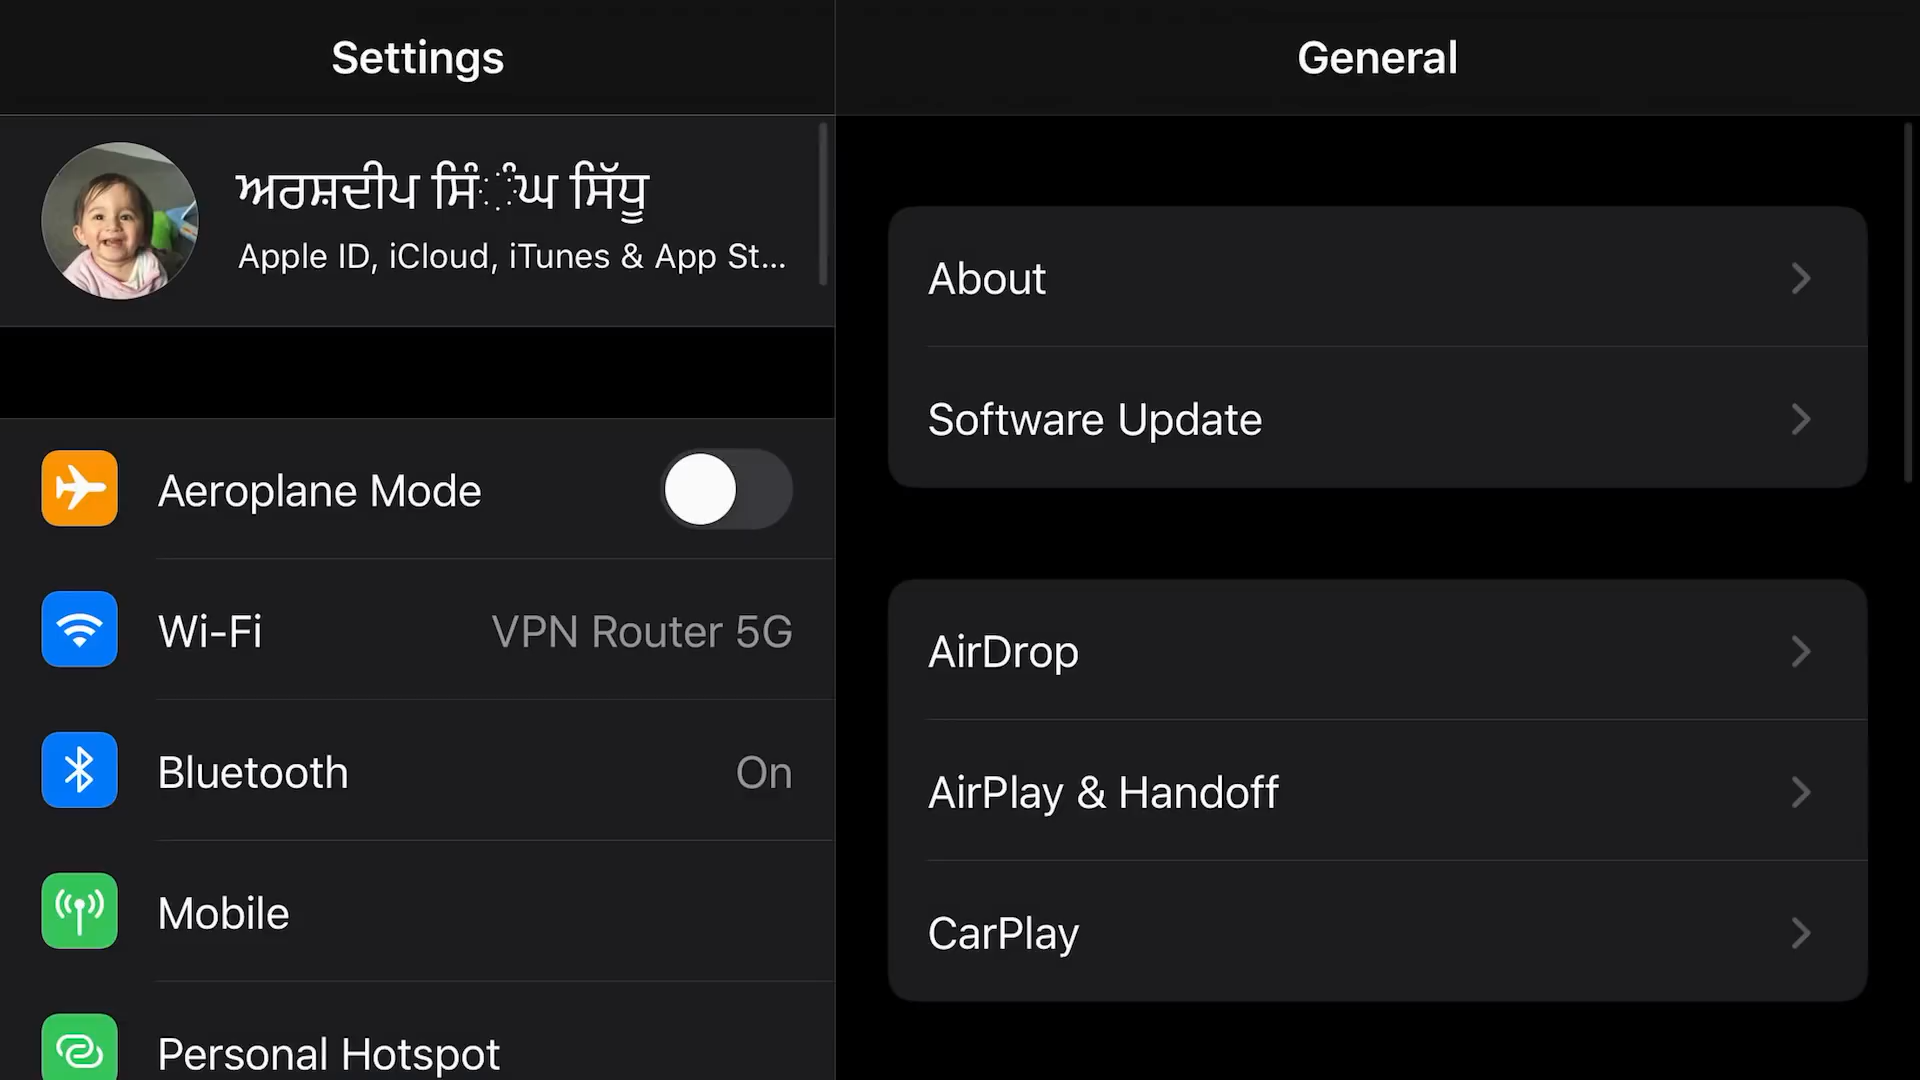 Settings
ਅਰਸ਼ਦੀਪ ਸਿੰੰਘ ਸਿੱਧੂ
Apple ID, iCloud, iTunes & App St...
Aeroplane Mode
Wi-Fi VPN Router 5G
Bluetooth On
Mobile
Personal Hotspot
General
About
Software Update
AirDrop
AirPlay & Handoff
CarPlay